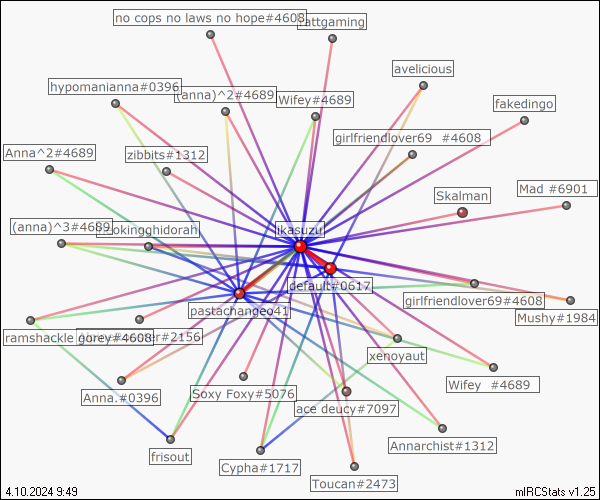 no cops no laws no hope#4608
attgaming
avelicious
hypomanianna#0396
(anna)^2#4689
Wifey#4689
fakedingo
girlfriendlover69 #4608
Anna^2#4689
zibbits#1312
Skalman
Mad #6901
(anna)^3#4689
okingghidorah
ikasuzu
default#0617
girlfriendlover69#4608
pastachangeo41
Mushy#1984
ramshackle gorey#4608
#2156
xenoyaut
Anna.#0396
Soxy Foxy#5076
Wifey #4689
ace deucy#7097
Annarchist#1312
frisout
Cypha#1717
Toucan#2473
4.10.2024 9:49
mIRCStats v1.25